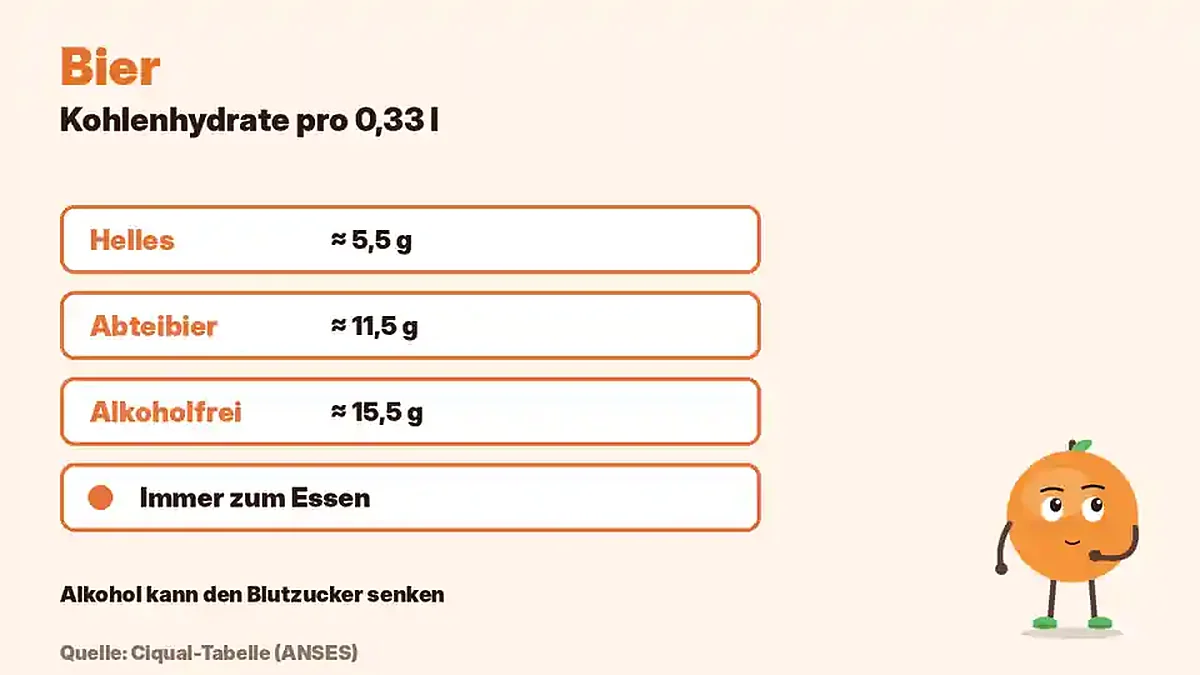 Bier
Kohlenhydrate pro 0,33 l
Helles ≈ 5,5 g
Abteibier ≈ 11,5 g
Alkoholfrei ≈ 15,5 g
Immer zum Essen
Alkohol kann den Blutzucker senken
Quelle: Ciqual-Tabelle (ANSES)